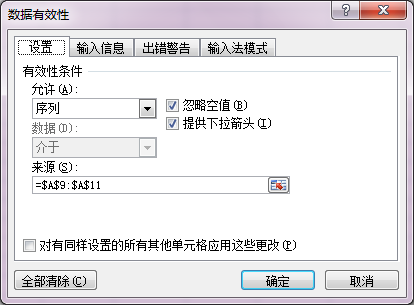 数据有效性
设置 输入信息 出错警告 输入法模式
有效性条件
允许(A):
序列
忽略空值(B)
数据(D):
提供下拉箭头(I)
介于
来源(S):
=$A$9:$A$11
对有同样设置的所有其他单元格应用这些更改(P)
全部清除(C) 确定 取消